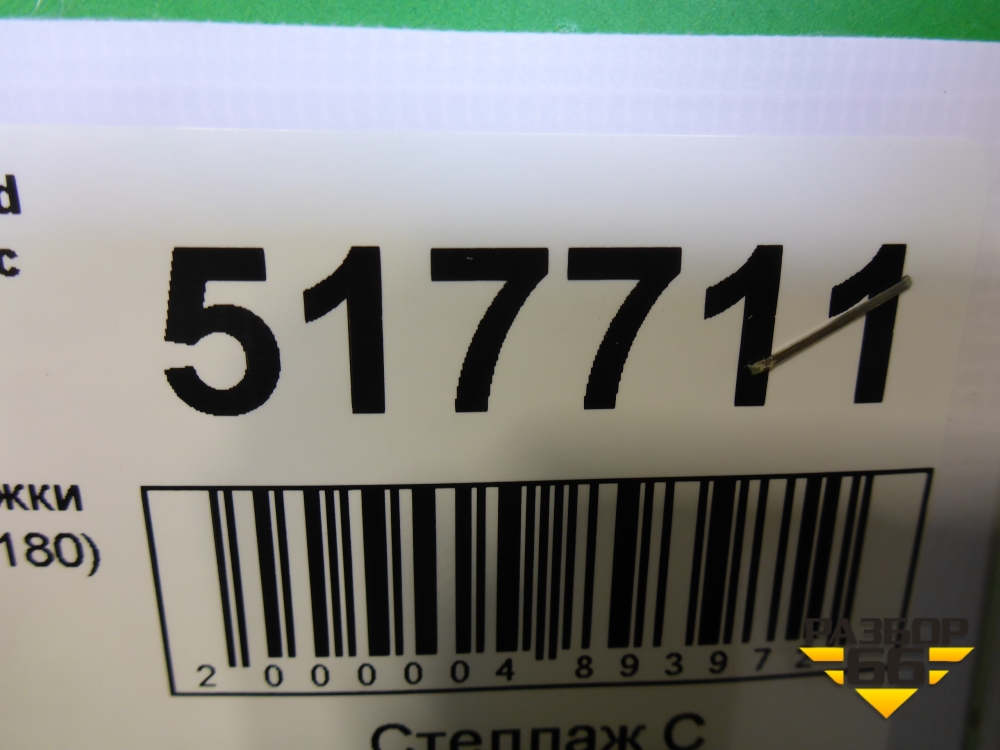 d
с
517711
жки
180)
2 000004 89397
Стеллаж С
РАЗБОР
66